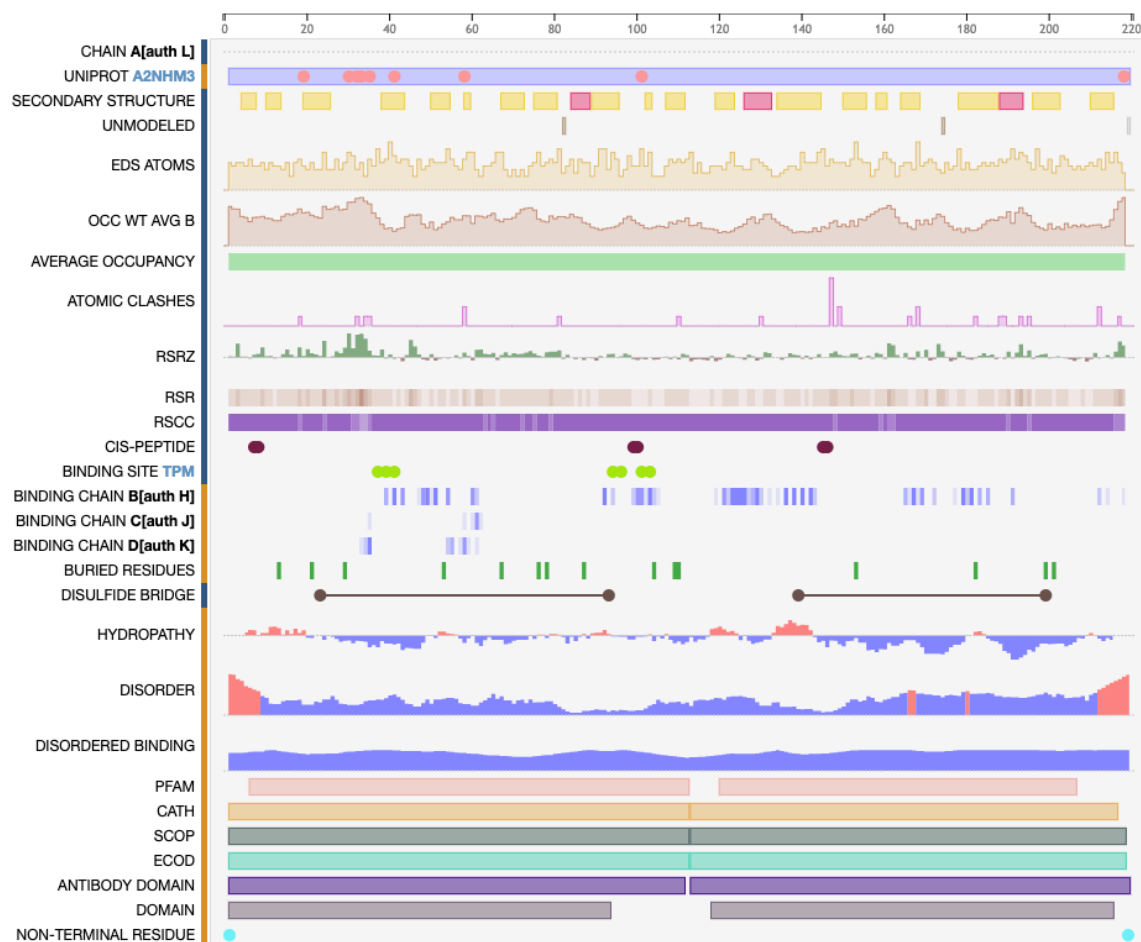 0 20 40 60 80 100 120 140 160 180 200 220
CHAIN A[auth L]
UNIPROT A2NHM3
SECONDARY STRUCTURE
UNMODELED
EDS ATOMS
OCC WT AVG B
AVERAGE OCCUPANCY
ATOMIC CLASHES
RSRZ
RSR
RSCC
CIS-PEPTIDE
BINDING SITE TPM
BINDING CHAIN B[auth H]
BINDING CHAIN C[auth J]
BINDING CHAIN D[auth K]
BURIED RESIDUES
DISULFIDE BRIDGE
HYDROPATHY
DISORDER
DISORDERED BINDING
PFAM
CATH
SCOP
ECOD
ANTIBODY DOMAIN
DOMAIN
NON-TERMINAL RESIDUE